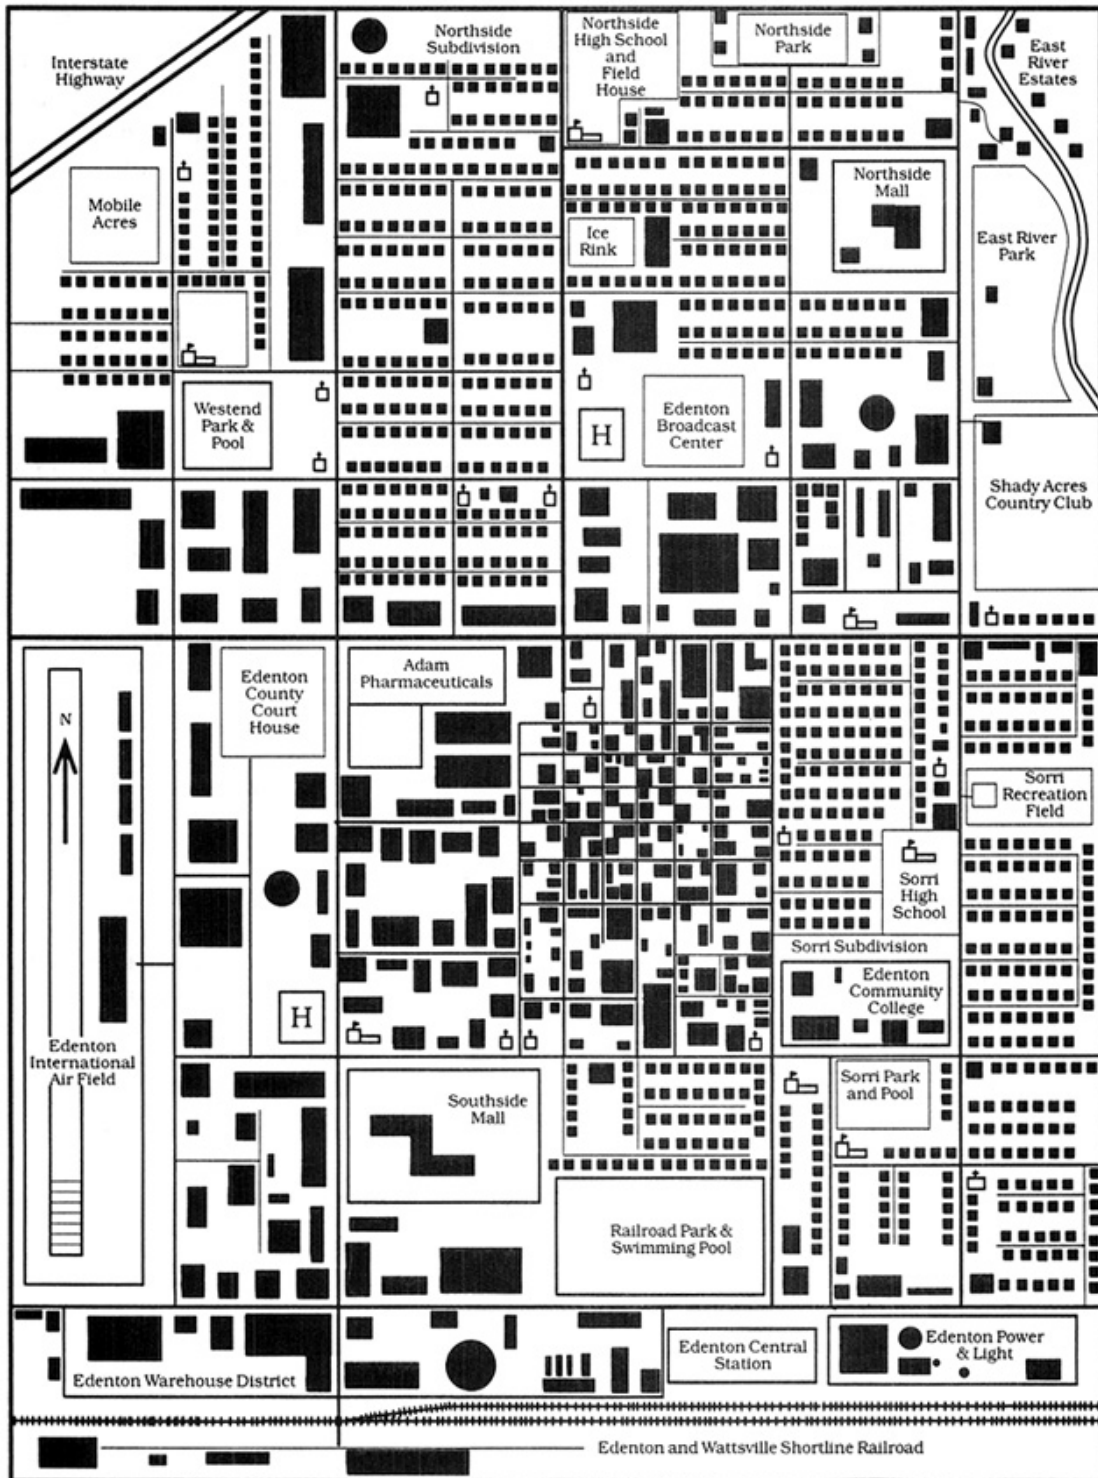 Interstate
Highway
Northside
Subdivision
Northside
High School
and
Field
House
Northside
Park
East
River
Estates
Mobile
Acres
Ice
Rink
Northside
Mall
East River
Park
Westend
Park &
Pool
H
Edenton
Broadcast
Center
Shady Acres
Country Club
Edenton
County
Court
House
Adam
Pharmaceuticals
N
Sorri
Recreation
Field
Sorri
High
School
Sorri Subdivision
Edenton
Community
College
H
Edenton
International
Air Field
Southside
Mall
Sorri Park
and Pool
Railroad Park &
Swimming Pool
Edenton Warehouse District
Edenton Central
Station
Edenton Power
& Light
Edenton and Wattsville Shortline Railroad